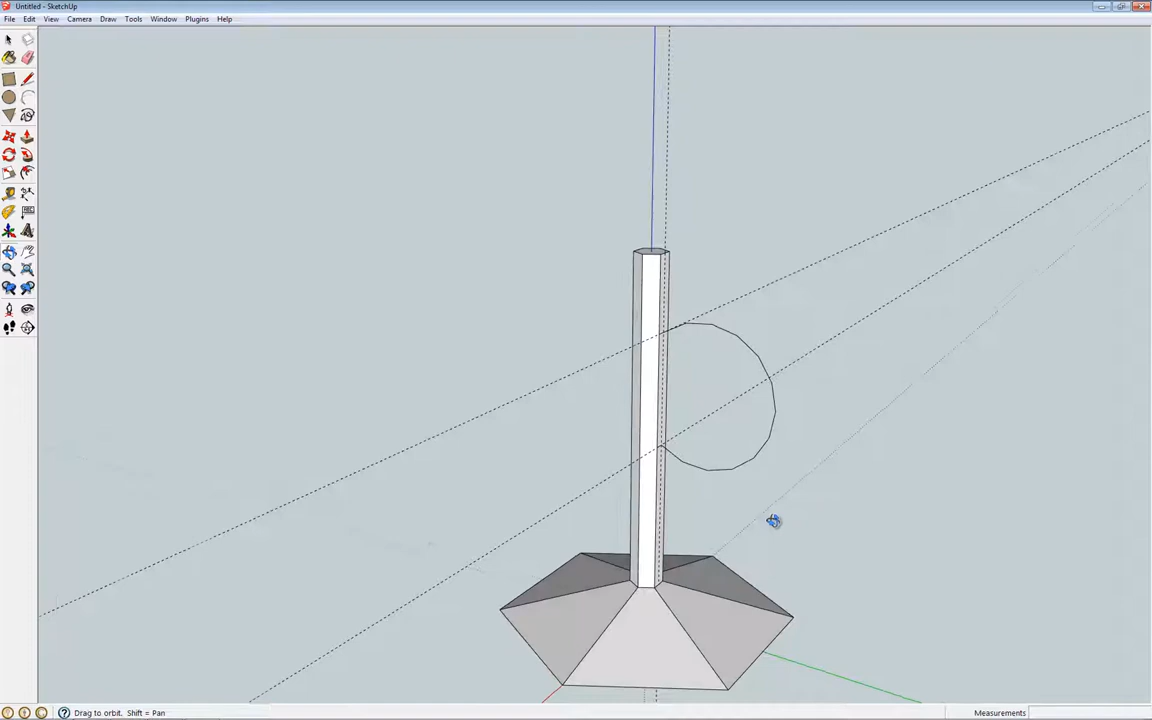 Untitled - SketchUp
File Edit View Camera Draw Tools Window Plugins Help
Drag to orbit. Shift = Pan
Measurements